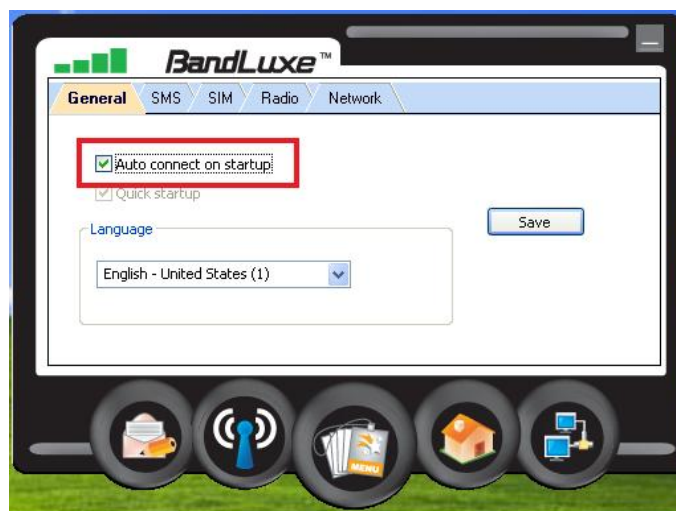 BandLuxe™
General SMS SIM Radio Network
Auto connect on startup
Quick startup
Save
Language
English - United States (1)
MENU